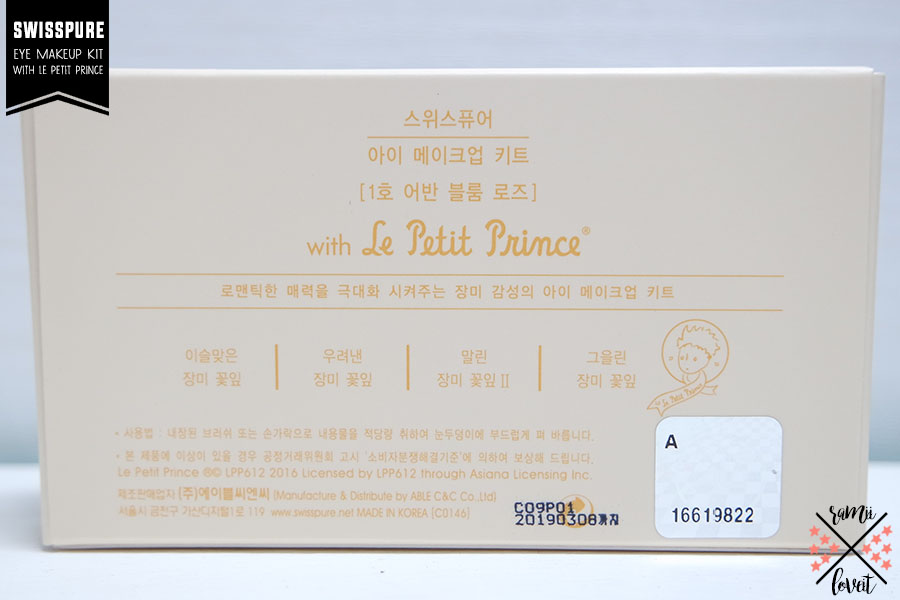 SWISSPURE
EYE MAKEUP KIT
WITH LE PETIT PRINCE
스위스퓨어
아이 메이크업 키트
[1호 어반 블룸 로즈]
with Le Petit Prince®
로맨틱한 매력을 극대화 시켜주는 장미 감성의 아이 메이크업 키트
이슬맞은
장미 꽃잎
우려낸
장미 꽃잎
말린
장미 꽃잎 II
그을린
장미 꽃잎
Le Petit Prince
* 사용법 : 내장된 브러쉬 또는 손가락으로 내용물을 적당량 취하여 눈두덩이에 부드럽게 펴 바릅니다.
* 본 제품에 이상이 있을 경우 공정거래위원회 고시 '소비자분쟁해결기준'에 의하여 보상해 드립니다.
Le Petit Prince ®© LPP612 2016 Licensed by LPP612 through Asiana Licensing Inc.
제조판매업자 (주)에이블씨엔씨 (Manufacture & Distribute by ABLE C&C Co.,Ltd)
서울시 금천구 가산디지털1로 119 www.swisspure.net MADE IN KOREA [C0146]
C09P01
20190308까지
A
16619822
ramii
loveit